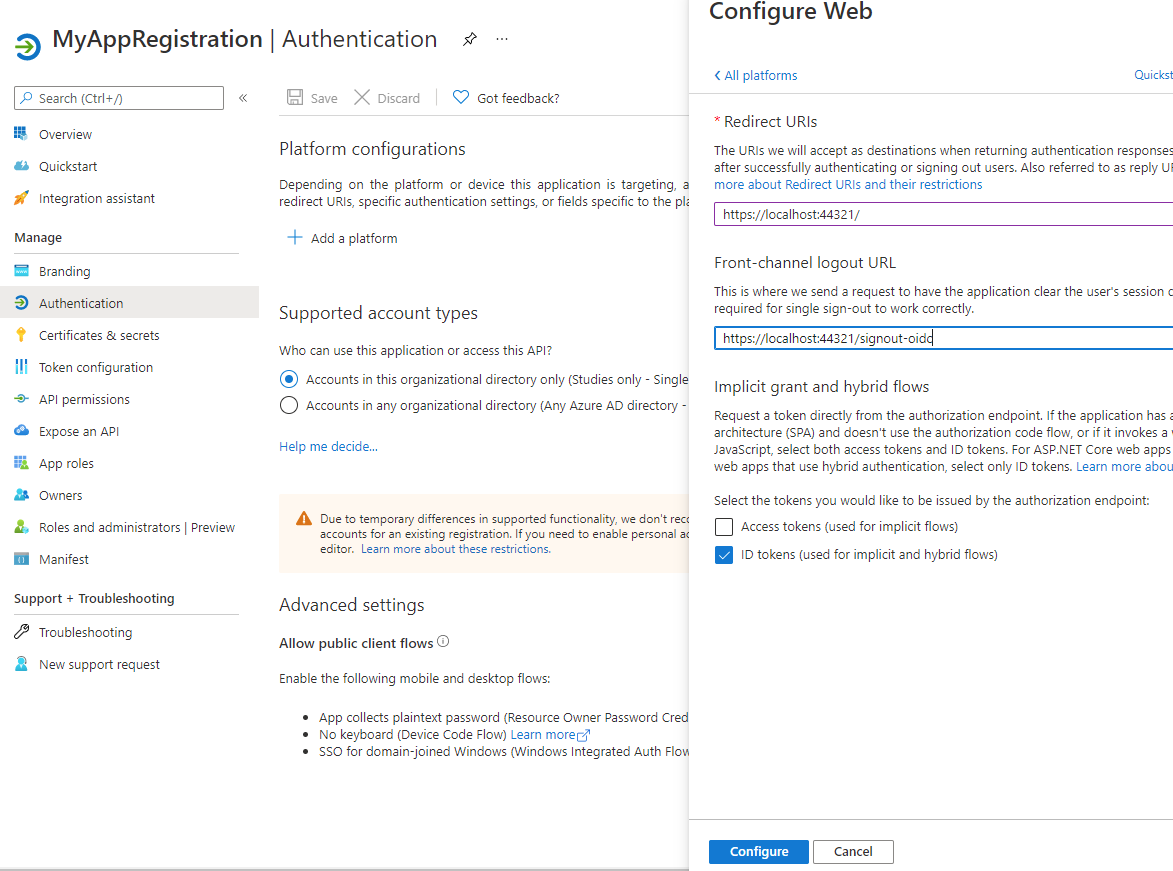 MyAppRegistration | Authentication
Search (Ctrl+/)
Overview
Quickstart
Integration assistant
Manage
Branding
Authentication
Certificates & secrets
Token configuration
API permissions
Expose an API
App roles
Owners
Roles and administrators | Preview
Manifest
Support + Troubleshooting
Troubleshooting
New support request
Save
Discard
Got feedback?
Platform configurations
Depending on the platform or device this application is targeting, a
redirect URIs, specific authentication settings, or fields specific to the pla
Add a platform
Supported account types
Who can use this application or access this API?
Accounts in this organizational directory only (Studies only - Single
Accounts in any organizational directory (Any Azure AD directory -
Help me decide...
Due to temporary differences in supported functionality, we don't reco
accounts for an existing registration. If you need to enable personal ac
editor. Learn more about these restrictions.
Advanced settings
Allow public client flows
Enable the following mobile and desktop flows:
App collects plaintext password (Resource Owner Password Cred
No keyboard (Device Code Flow) Learn more
SSO for domain-joined Windows (Windows Integrated Auth Flow
Configure Web
All platforms
Quickst
* Redirect URIs
The URIs we will accept as destinations when returning authentication responses
after successfully authenticating or signing out users. Also referred to as reply UR
more about Redirect URIs and their restrictions
https://localhost:44321/
Front-channel logout URL
This is where we send a request to have the application clear the user's session d
required for single sign-out to work correctly.
https://localhost:44321/signout-oidc
Implicit grant and hybrid flows
Request a token directly from the authorization endpoint. If the application has a
architecture (SPA) and doesn't use the authorization code flow, or if it invokes a w
JavaScript, select both access tokens and ID tokens. For ASP.NET Core web apps
web apps that use hybrid authentication, select only ID tokens. Learn more abou
Select the tokens you would like to be issued by the authorization endpoint:
Access tokens (used for implicit flows)
ID tokens (used for implicit and hybrid flows)
Configure
Cancel